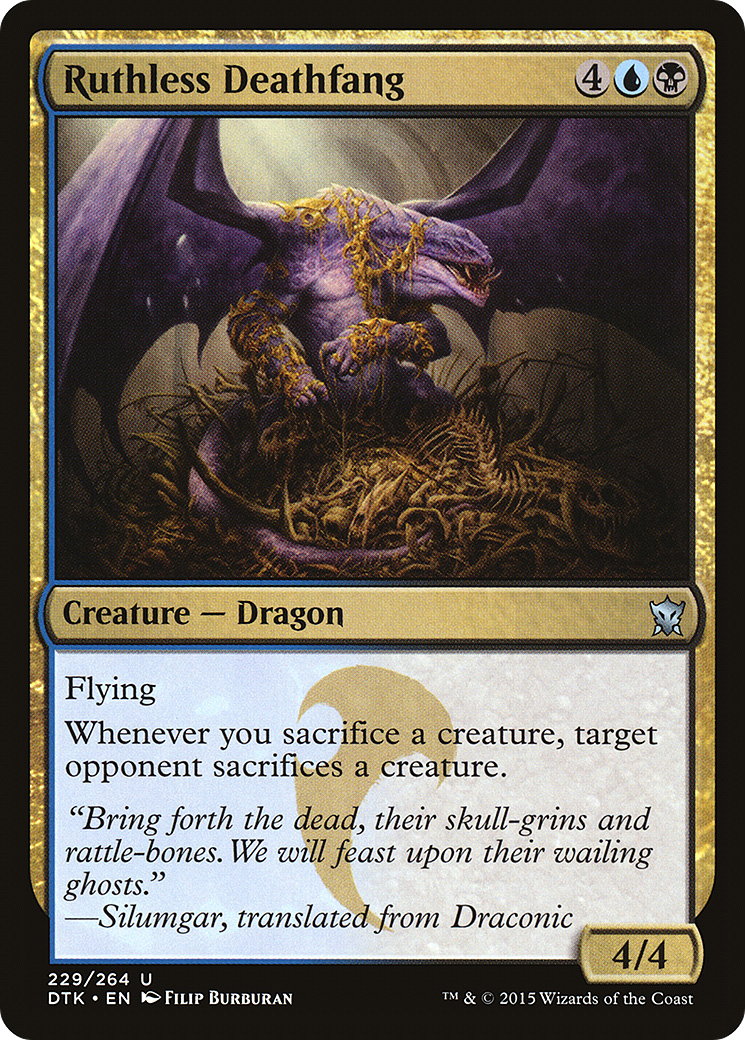 Ruthless Deathfang 4
Creature — Dragon
Flying
Whenever you sacrifice a creature, target
opponent sacrifices a creature.
“Bring forth the dead, their skull-grins and
rattle-bones. We will feast upon their wailing
ghosts.”
—Silumgar, translated from Draconic
4/4
229/264 U
DTK • EN Filip Burburan
™ & © 2015 Wizards of the Coast